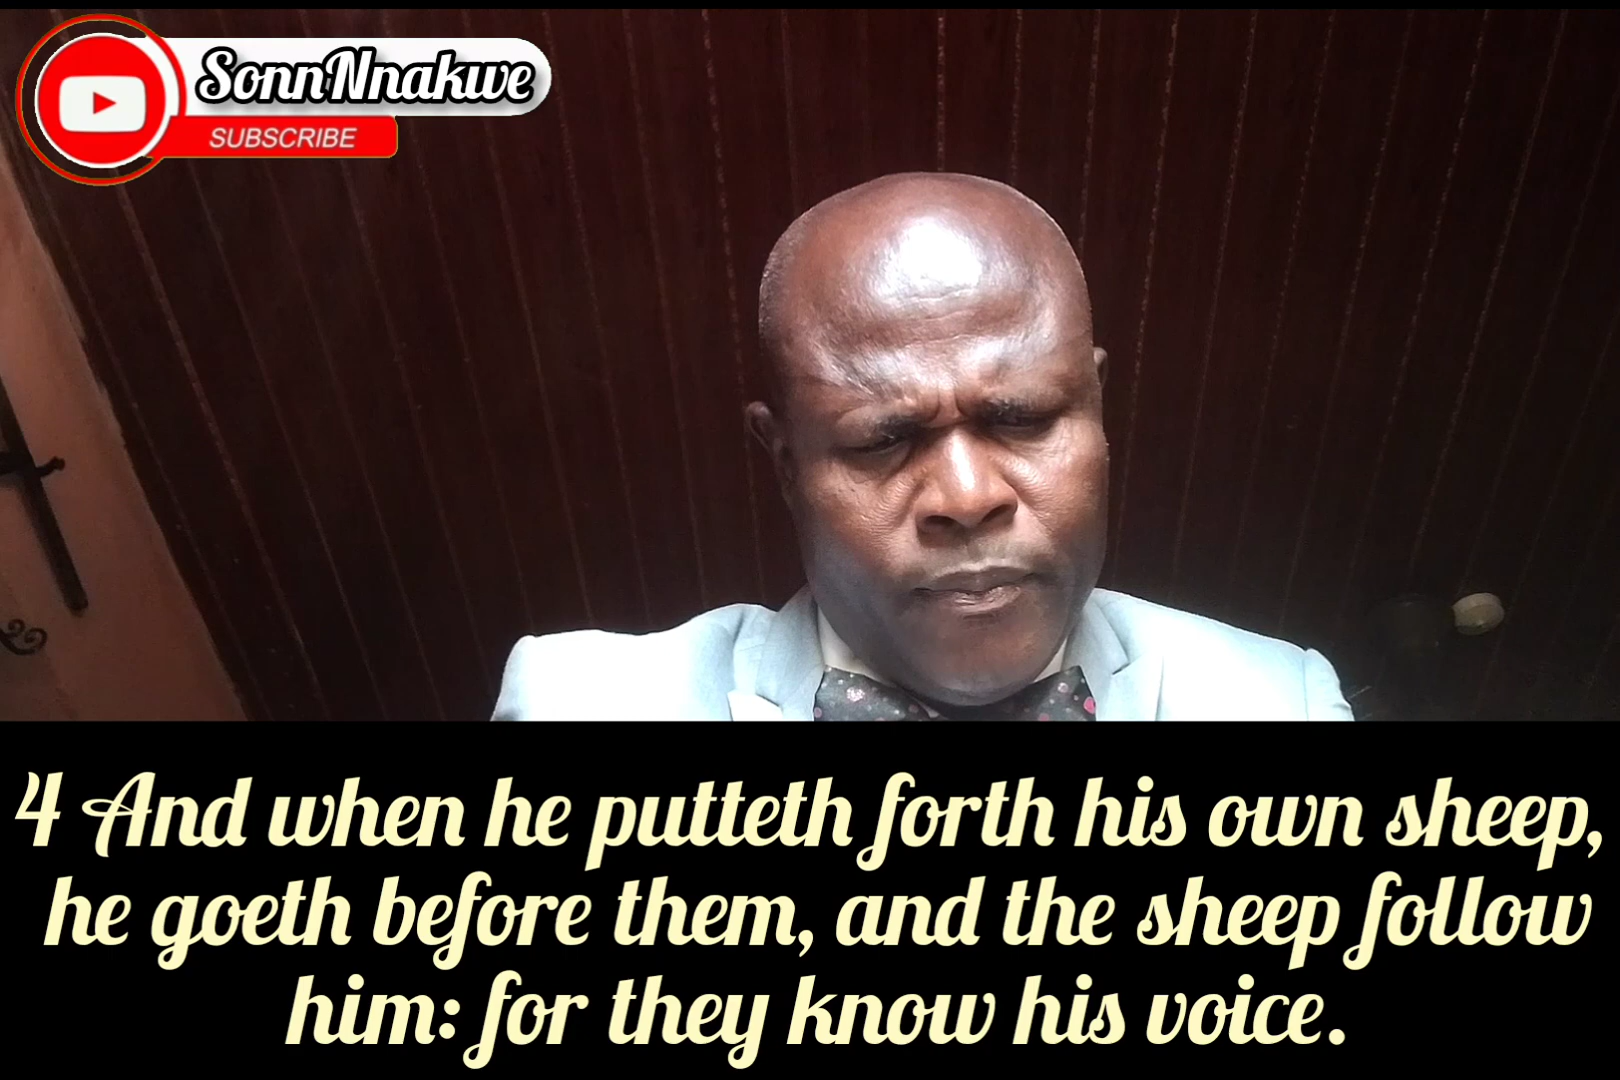 SonnNnakwe
SUBSCRIBE
4 And when he putteth forth his own sheep,
he goeth before them, and the sheep follow
him: for they know his voice.